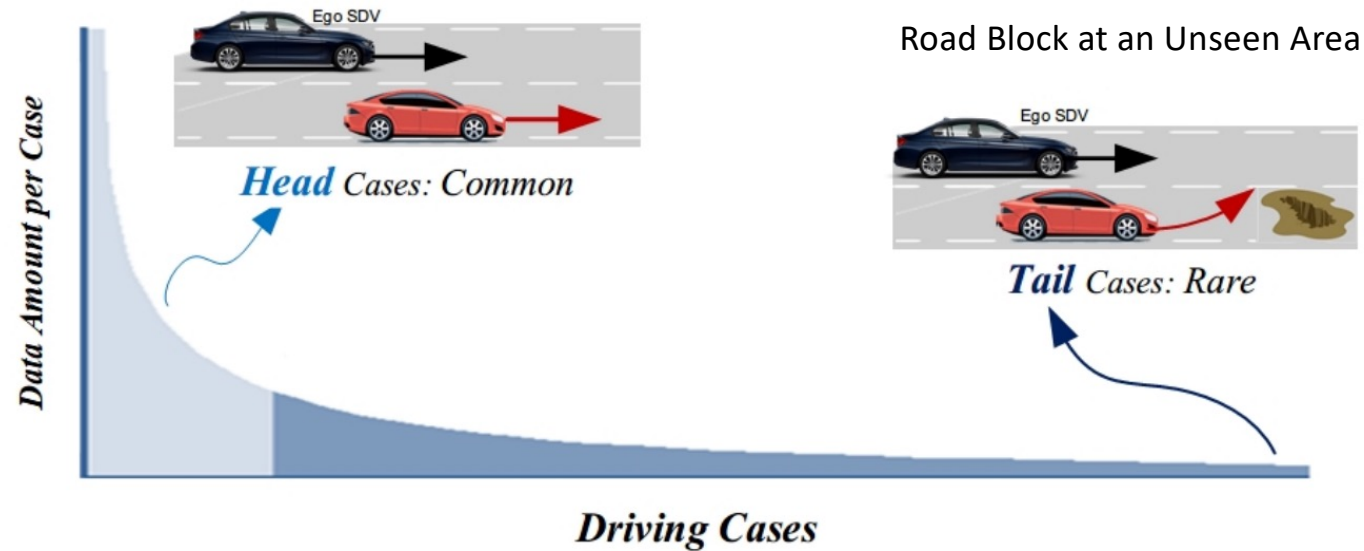 Ego SDV
Road Block at an Unseen Area
Ego SDV
Head Cases: Common
Tail Cases: Rare
Data Amount per Case
Driving Cases